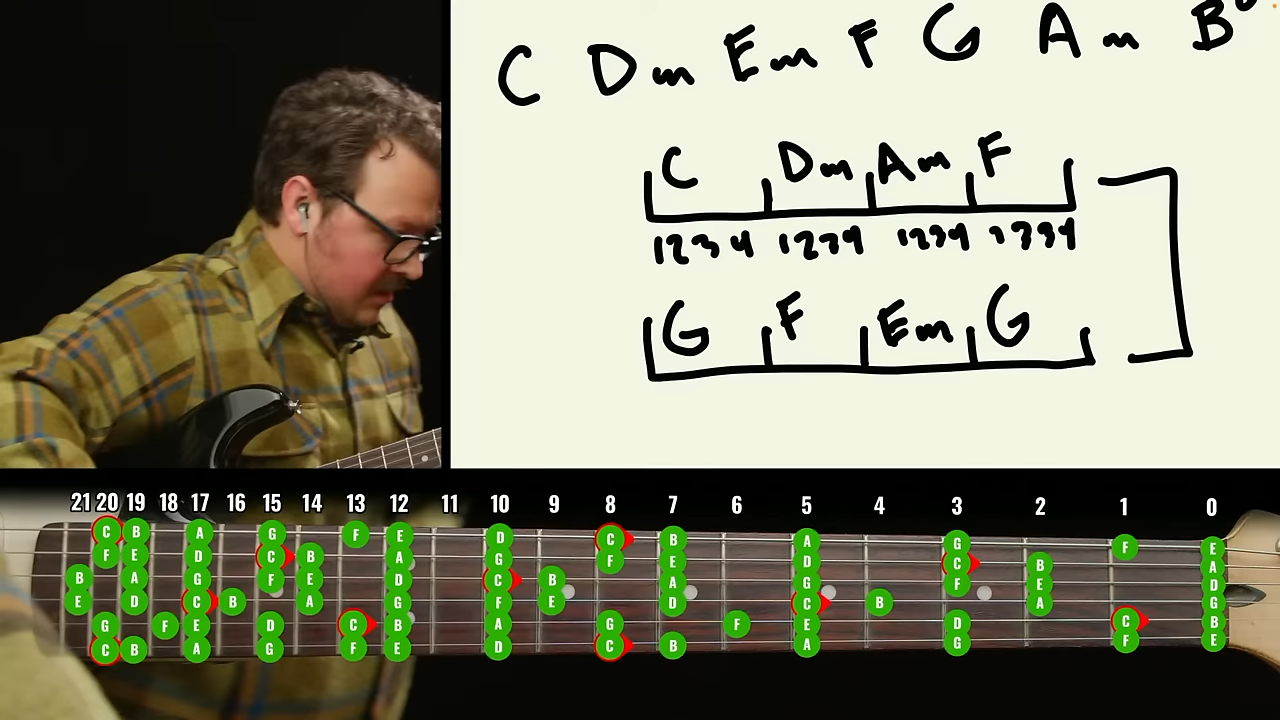 C Dm Em F G Am B°
C Dm Am F
1234 1234 1234 1234
G F Em G
21 20 19 18 17 16 15 14 13 12 11 10 9 8 7 6 5 4 3 2 1 0
C B A G F E D C B A G F E
F E D C B A G F E D C B A
B A G F E D C B A G F E D
E D C B A G F E D C B A G
G F E D C B A G F E D C B
C B A G F E D C B A G F E